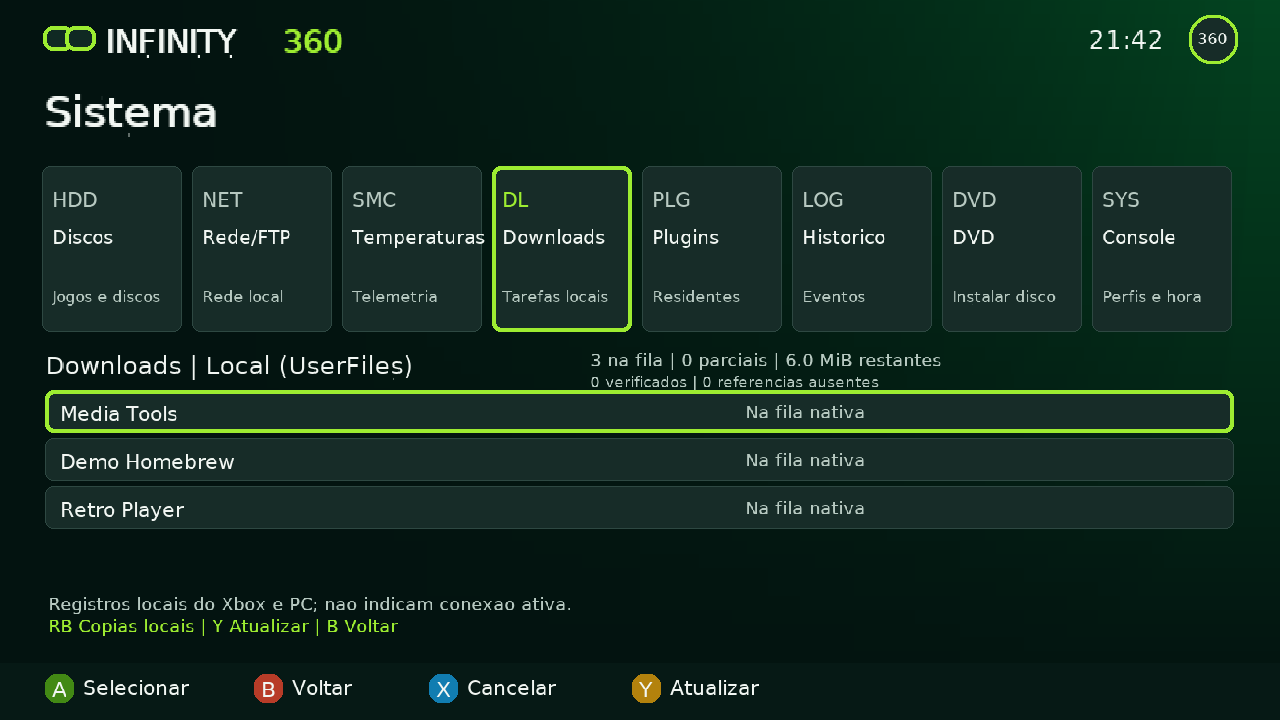 INFINITY 360
21:42
360
Sistema
HDD
Discos
Jogos e discos
NET
Rede/FTP
Rede local
SMC
Temperaturas
Telemetria
DL
Downloads
Tarefas locais
PLG
Plugins
Residentes
LOG
Historico
Eventos
DVD
DVD
Instalar disco
SYS
Console
Perfis e hora
Downloads | Local (UserFiles)
3 na fila | 0 parciais | 6.0 MiB restantes
0 verificados | 0 referencias ausentes
Media Tools Na fila nativa
Demo Homebrew Na fila nativa
Retro Player Na fila nativa
Registros locais do Xbox e PC; nao indicam conexao ativa.
RB Copias locais | Y Atualizar | B Voltar
A Selecionar B Voltar X Cancelar Y Atualizar